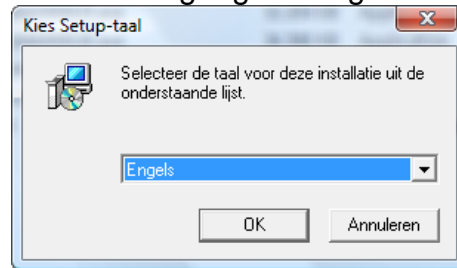 Kies Setup-taal
Selecteer de taal voor deze installatie uit de
onderstaande lijst.
Engels
OK
Annuleren